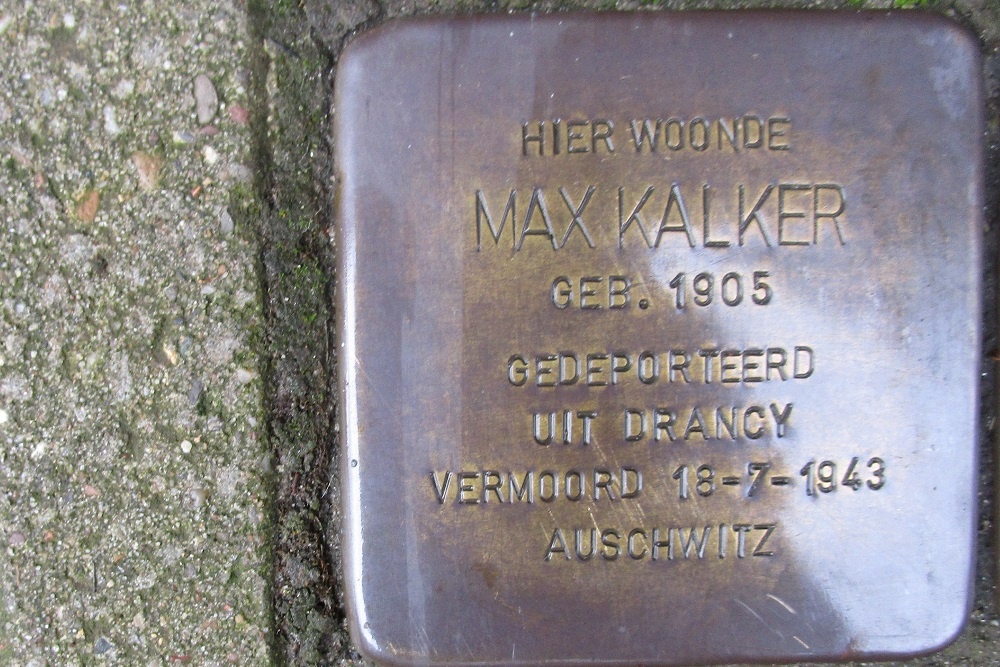 HIER WOONDE
MAX KALKER
GEB. 1905
GEDEPORTEERD
UIT DRANCY
VERMOORD 18-7-1943
AUSCHWITZ